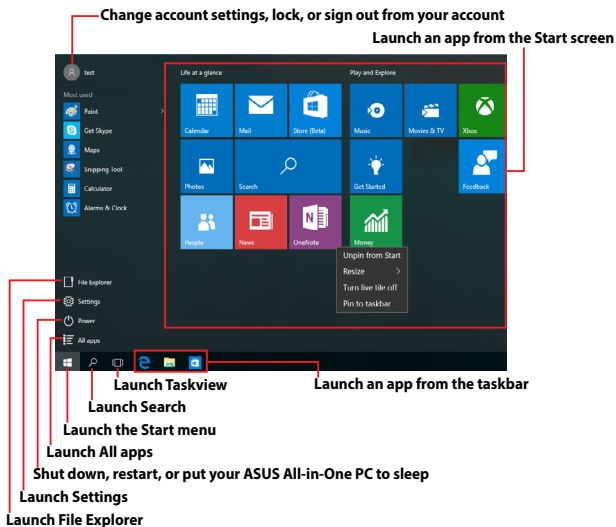 Change account settings, lock, or sign out from your account
Launch an app from the Start screen
test
Life at a glance
Play and Explore
Most used
Paint
Get Skype
Maps
Snipping Tool
Calculator
Alarms & Clock
Calendar
Mail
Store (Beta)
Music
Movies & TV
Xbox
Photos
Search
Get Started
Feedback
People
News
OneNote
Money
Unpin from Start
Resize
Turn live tile off
Pin to taskbar
File Explorer
Settings
Power
All apps
Launch Taskview
Launch an app from the taskbar
Launch Search
Launch the Start menu
Launch All apps
Shut down, restart, or put your ASUS All-in-One PC to sleep
Launch Settings
Launch File Explorer